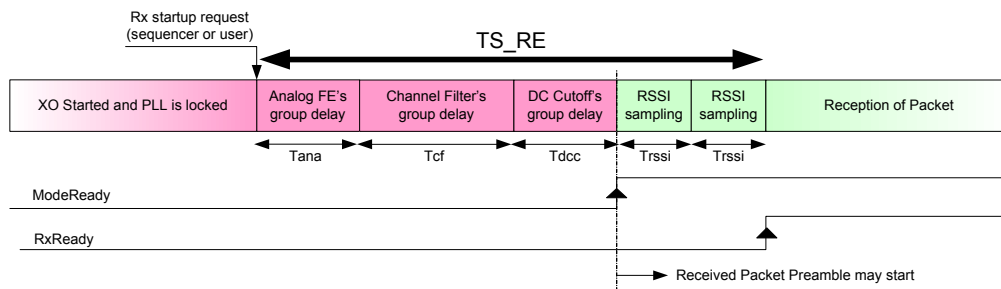 Rx startup request
(sequencer or user)
TS_RE
XO Started and PLL is locked
Analog FE's
group delay
Channel Filter's
group delay
DC Cutoff's
group delay
RSSI
sampling
RSSI
sampling
Reception of Packet
Tana
Tcf
Tdcc
Trssi
Trssi
ModeReady
RxReady
Received Packet Preamble may start